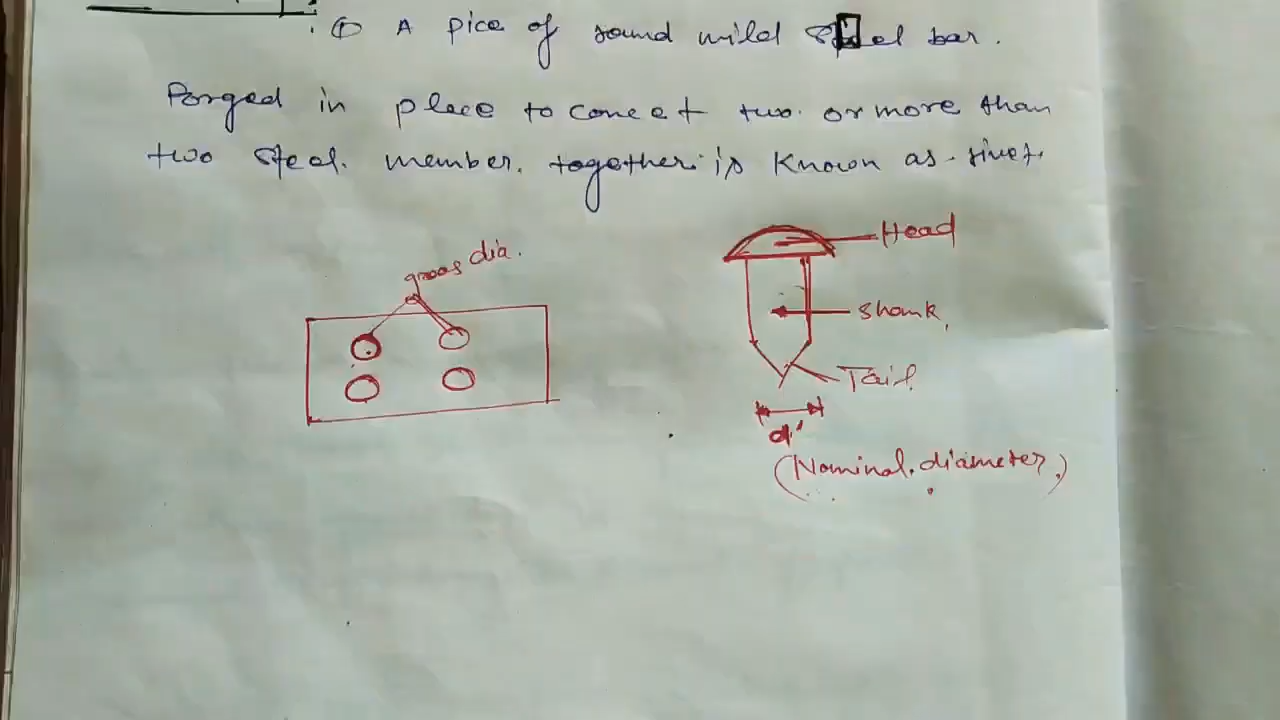 ① A pice of sound mild steel bar.
Forged in place to conect two or more than
two steel member. together is known as rivet.
gross dia.
Head
shank,
Tail.
d'
(Nominal. diameter.)